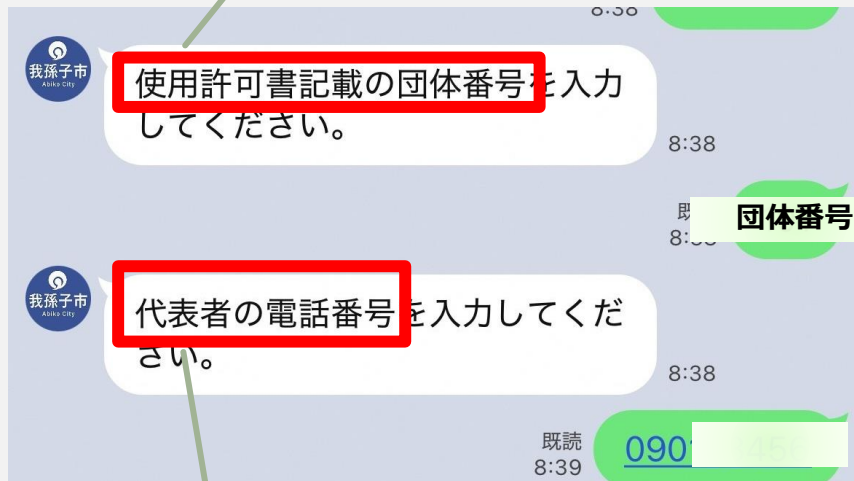 8:38
我孫子市
Abiko City
使用許可書記載の団体番号を入力
してください。
8:38
既
8:
団体番号
我孫子市
Abiko City
代表者の電話番号を入力してくだ
さい。
8:38
既読
8:39
090